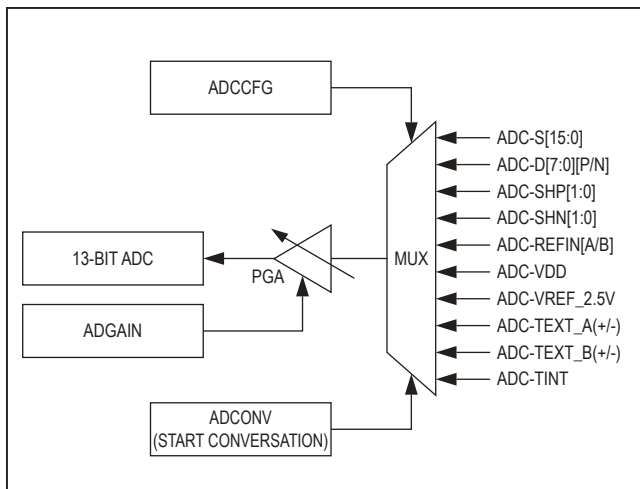 ADCCFG
ADC-S[15:0]
ADC-D[7:0][P/N]
ADC-SHP[1:0]
ADC-SHN[1:0]
ADC-REFIN[A/B]
ADC-VDD
ADC-VREF_2.5V
ADC-TEXT_A(+/-)
ADC-TEXT_B(+/-)
ADC-TINT
MUX
13-BIT ADC
PGA
ADGAIN
ADCONV
(START CONVERSATION)